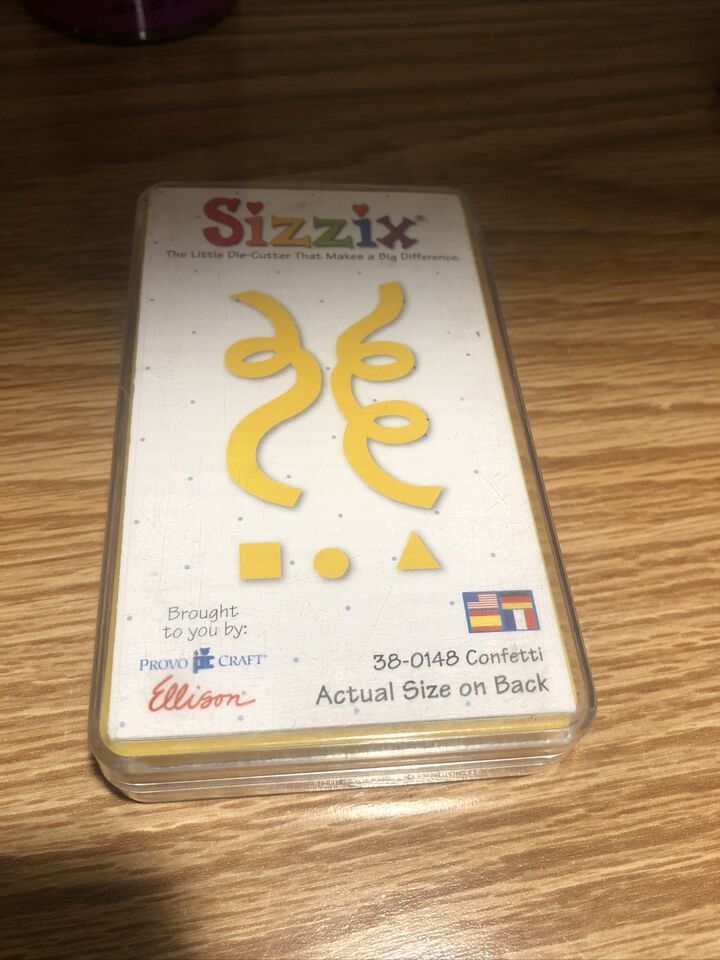 Sizzix®
The Little Die-Cutter That Makes a Big Difference.
Brought
to you by:
PROVO pc CRAFT®
Ellison®
38-0148 Confetti
Actual Size on Back